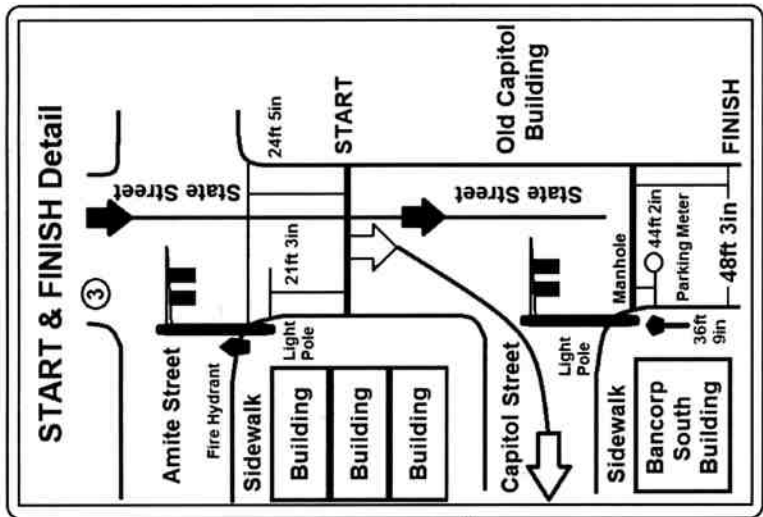 START & FINISH Detail
3
State Street
Amite Street
24ft 5in
Fire Hydrant
21ft 3in
Sidewalk
Light
Pole
START
Building
Building
Building
Old Capitol
Building
State Street
Capitol Street
Light
Pole
Manhole
44ft 2in
Parking Meter
Sidewalk
36ft
9in
48ft 3in
Bancorp
South
Building
FINISH